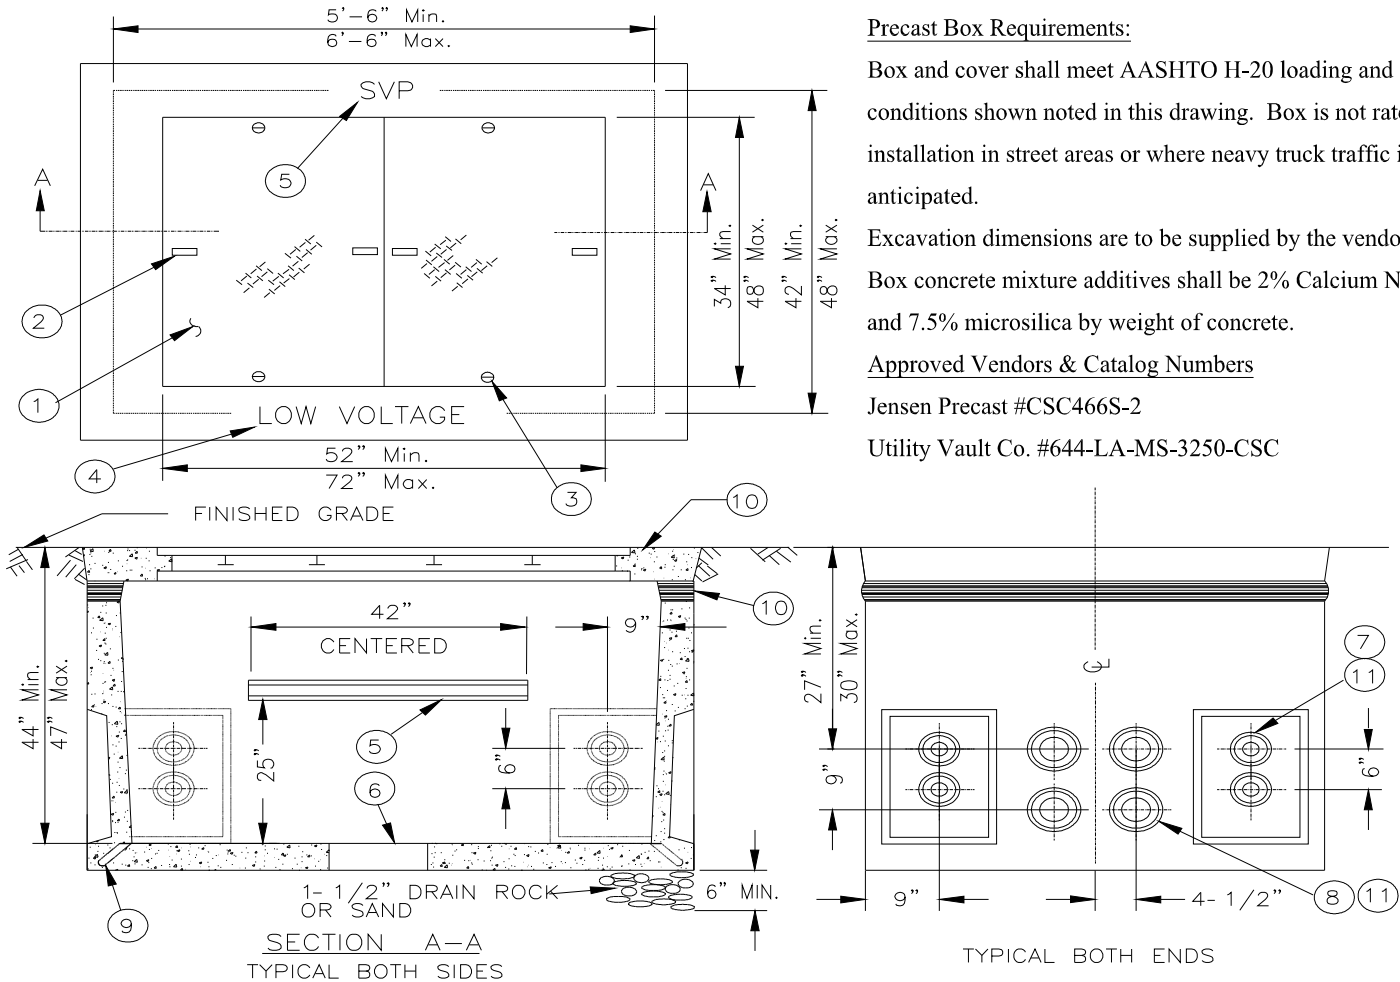 5'-6" Min.
6'-6" Max.
SVP
5
A
A
2
1
34" Min.
48" Max.
42" Min.
48" Max.
LOW VOLTAGE
4
52" Min.
72" Max.
3
Precast Box Requirements:
Box and cover shall meet AASHTO H-20 loading and
conditions shown noted in this drawing. Box is not rate
installation in street areas or where neavy truck traffic i
anticipated.
Excavation dimensions are to be supplied by the vendo
Box concrete mixture additives shall be 2% Calcium N
and 7.5% microsilica by weight of concrete.
Approved Vendors & Catalog Numbers
Jensen Precast #CSC466S-2
Utility Vault Co. #644-LA-MS-3250-CSC
FINISHED GRADE
10
10
42"
CENTERED
9"
44" Min.
47" Max.
25"
5
6
6"
9
1- 1/2" DRAIN ROCK
OR SAND
6" MIN.
SECTION A-A
TYPICAL BOTH SIDES
27" Min.
30" Max.
CL
7
11
9"
6"
9"
4- 1/2"
8
11
TYPICAL BOTH ENDS